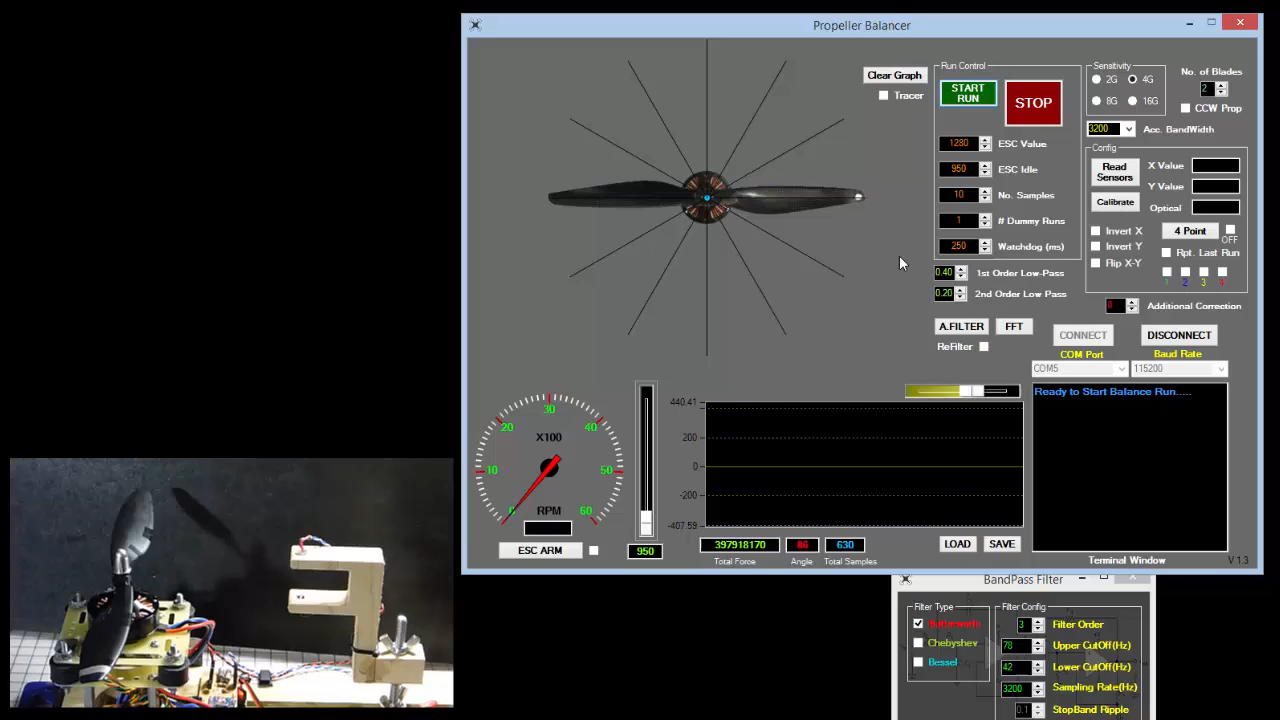 Propeller Balancer
Clear Graph
Tracer
Run Control
START RUN
STOP
1280 ESC Value
950 ESC Idle
10 No. Samples
1 # Dummy Runs
250 Watchdog (ms)
0.40 1st Order Low-Pass
0.20 2nd Order Low Pass
A.FILTER FFT
ReFilter
Sensitivity
2G 4G
8G 16G
No. of Blades
2
CCW Prop
3200 Acc. BandWidth
Config
Read Sensors
Calibrate
X Value
Y Value
Optical
Invert X
Invert Y
Flip X-Y
4 Point
OFF
Rpt. Last Run
1 2 3 4
0 Additional Correction
CONNECT DISCONNECT
COM Port Baud Rate
COM5 115200
Ready to Start Balance Run.....
Terminal Window
V 1.3
0 10 20 30 40 50 60
X100
RPM
ESC ARM
950
440.41
200
0
-200
-407.59
397918170 86 630
Total Force Angle Total Samples
LOAD SAVE
BandPass Filter
Filter Type
Butterworth
Chebyshev
Bessel
Filter Config
3 Filter Order
78 Upper CutOff(Hz)
42 Lower CutOff(Hz)
3200 Sampling Rate(Hz)
0.1 StopBand Ripple